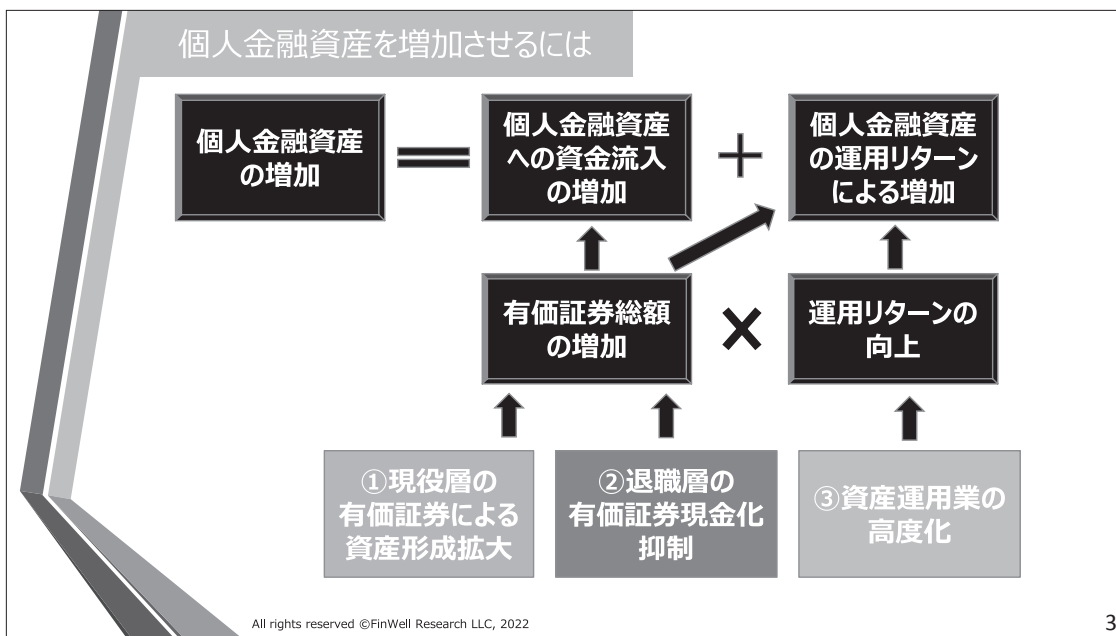 個人金融資産を増加させるには
個人金融資産
の増加
＝
個人金融資産
への資金流入
の増加
＋
個人金融資産
の運用リターン
による増加
有価証券総額
の増加
×
運用リターンの
向上
①現役層の
有価証券による
資産形成拡大
②退職層の
有価証券現金化
抑制
③資産運用業の
高度化
All rights reserved ©FinWell Research LLC, 2022
3